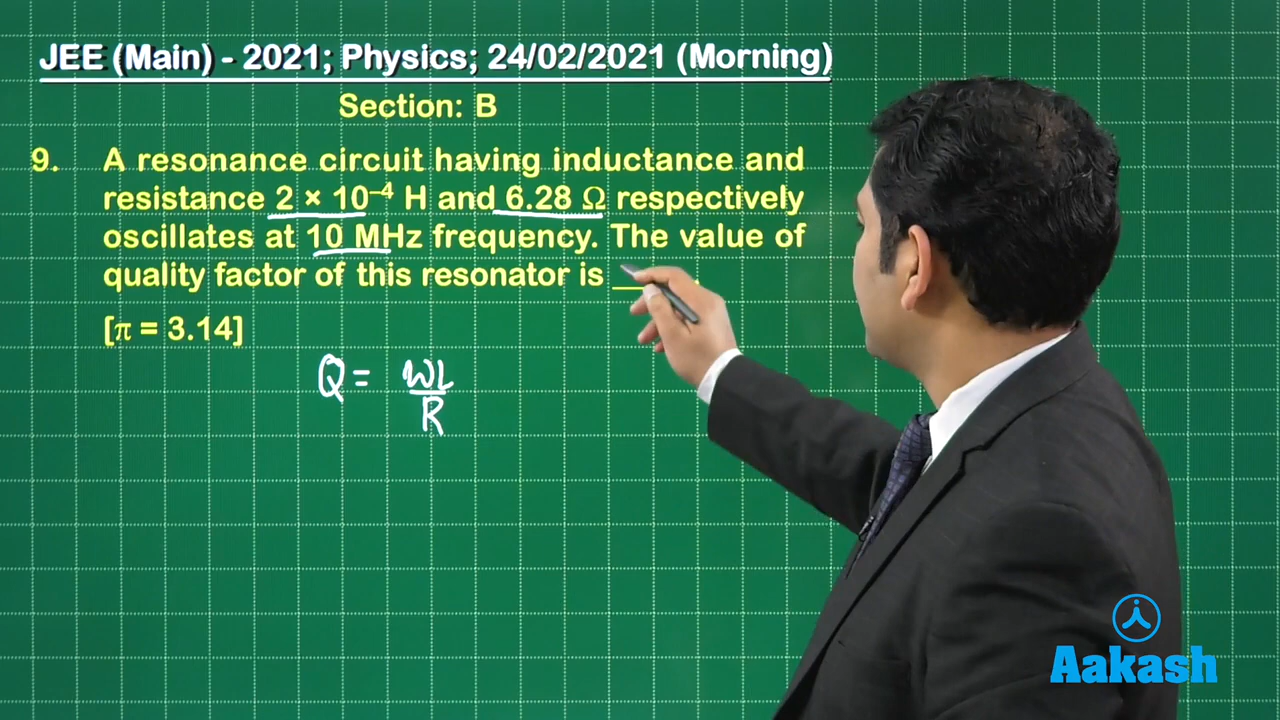 JEE (Main) - 2021; Physics; 24/02/2021 (Morning)
Section: B
9. A resonance circuit having inductance and
resistance 2 × 10⁻⁴ H and 6.28 Ω respectively
oscillates at 10 MHz frequency. The value of
quality factor of this resonator is ____.
[π = 3.14]
Q = ωL
R
Aakash